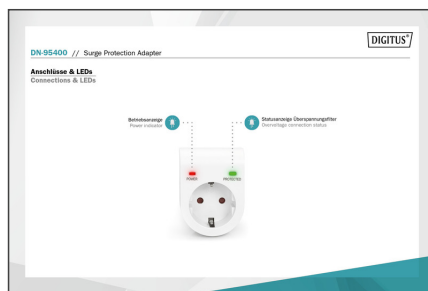 DIGITUS®
DN-95400 // Surge Protection Adapter
Anschlüsse & LEDs
Connections & LEDs
Betriebsanzeige
Power indicator
Statusanzeige Überspannungsfilter
Overvoltage connention status
POWER
PROTECTED